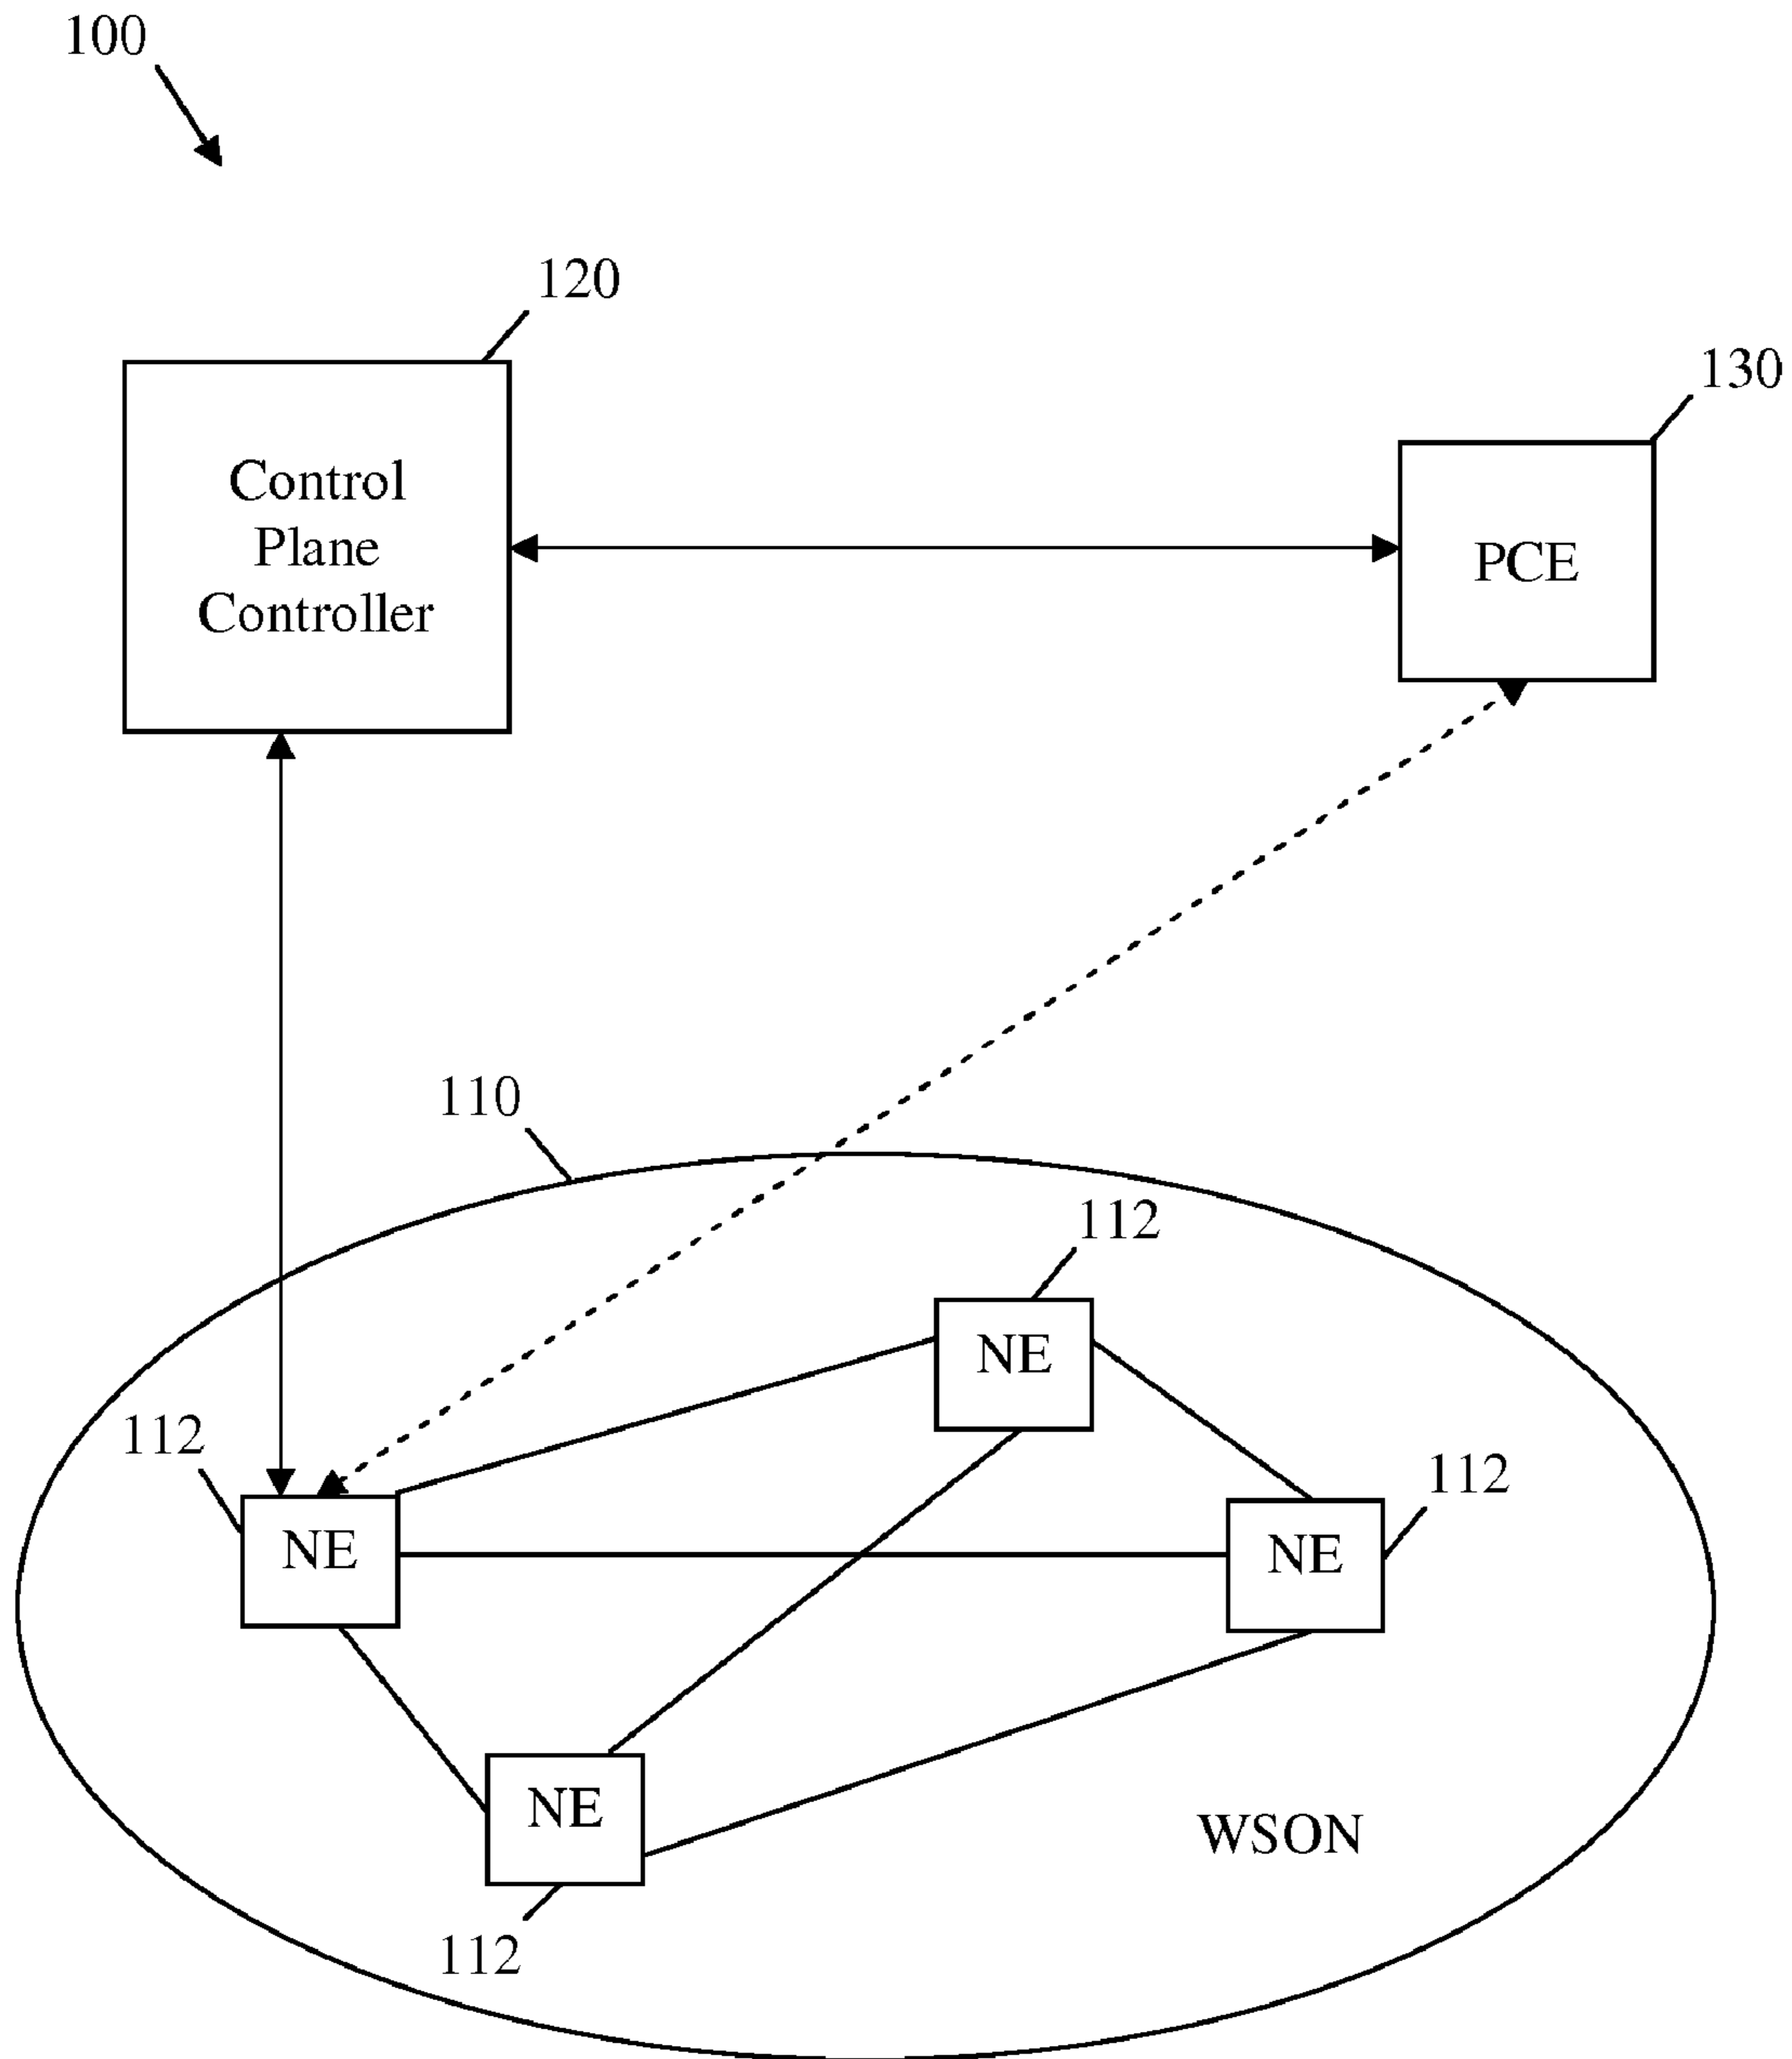 100
120
130
Control
Plane
Controller
PCE
110
112
NE
112
NE
112
NE
NE
WSON
112